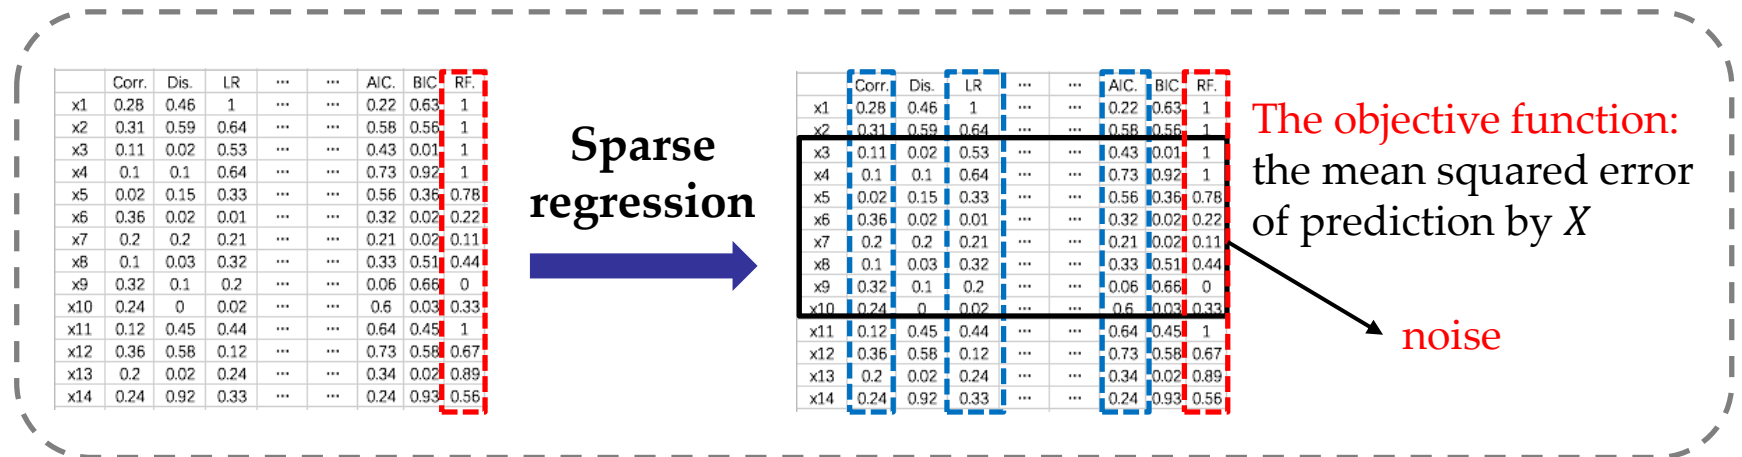 Corr. Dis. LR ... ... AIC. BIC RF.
x1 0.28 0.46 1 ... ... 0.22 0.63 1
x2 0.31 0.59 0.64 ... ... 0.58 0.56 1
x3 0.11 0.02 0.53 ... ... 0.43 0.01 1
x4 0.1 0.1 0.64 ... ... 0.73 0.92 1
x5 0.02 0.15 0.33 ... ... 0.56 0.36 0.78
x6 0.36 0.02 0.01 ... ... 0.32 0.02 0.22
x7 0.2 0.2 0.21 ... ... 0.21 0.02 0.11
x8 0.1 0.03 0.32 ... ... 0.33 0.51 0.44
x9 0.32 0.1 0.2 ... ... 0.06 0.66 0
x10 0.24 0 0.02 ... ... 0.6 0.03 0.33
x11 0.12 0.45 0.44 ... ... 0.64 0.45 1
x12 0.36 0.58 0.12 ... ... 0.73 0.58 0.67
x13 0.2 0.02 0.24 ... ... 0.34 0.02 0.89
x14 0.24 0.92 0.33 ... ... 0.24 0.93 0.56
Sparse
regression
Corr. Dis. LR ... ... AIC. BIC RF.
x1 0.28 0.46 1 ... ... 0.22 0.63 1
x2 0.31 0.59 0.64 ... ... 0.58 0.56 1
x3 0.11 0.02 0.53 ... ... 0.43 0.01 1
x4 0.1 0.1 0.64 ... ... 0.73 0.92 1
x5 0.02 0.15 0.33 ... ... 0.56 0.36 0.78
x6 0.36 0.02 0.01 ... ... 0.32 0.02 0.22
x7 0.2 0.2 0.21 ... ... 0.21 0.02 0.11
x8 0.1 0.03 0.32 ... ... 0.33 0.51 0.44
x9 0.32 0.1 0.2 ... ... 0.06 0.66 0
x10 0.24 0 0.02 ... ... 0.6 0.03 0.33
x11 0.12 0.45 0.44 ... ... 0.64 0.45 1
x12 0.36 0.58 0.12 ... ... 0.73 0.58 0.67
x13 0.2 0.02 0.24 ... ... 0.34 0.02 0.89
x14 0.24 0.92 0.33 ... ... 0.24 0.93 0.56
The objective function:
the mean squared error
of prediction by X
noise